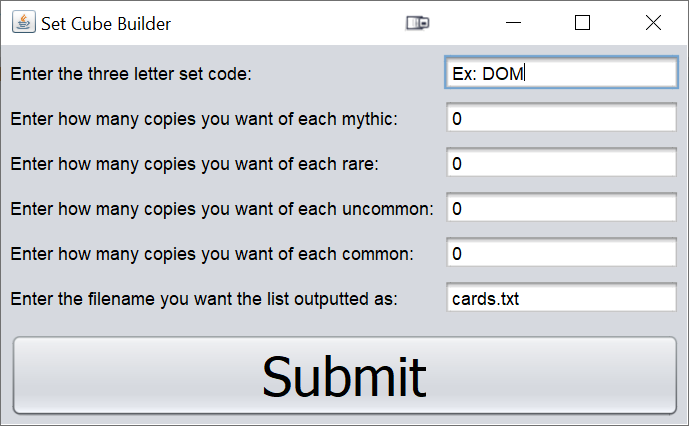 Set Cube Builder
Enter the three letter set code: Ex: DOM
Enter how many copies you want of each mythic: 0
Enter how many copies you want of each rare: 0
Enter how many copies you want of each uncommon: 0
Enter how many copies you want of each common: 0
Enter the filename you want the list outputted as: cards.txt
Submit